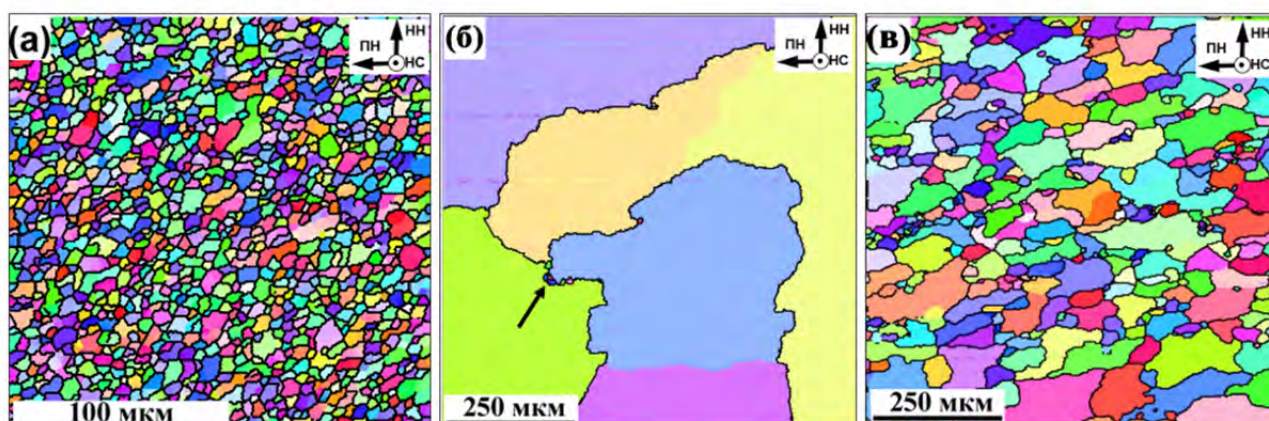 (а)
НН
ПН
НС
100 мкм
(б)
НН
ПН
НС
250 мкм
(в)
НН
ПН
НС
250 мкм